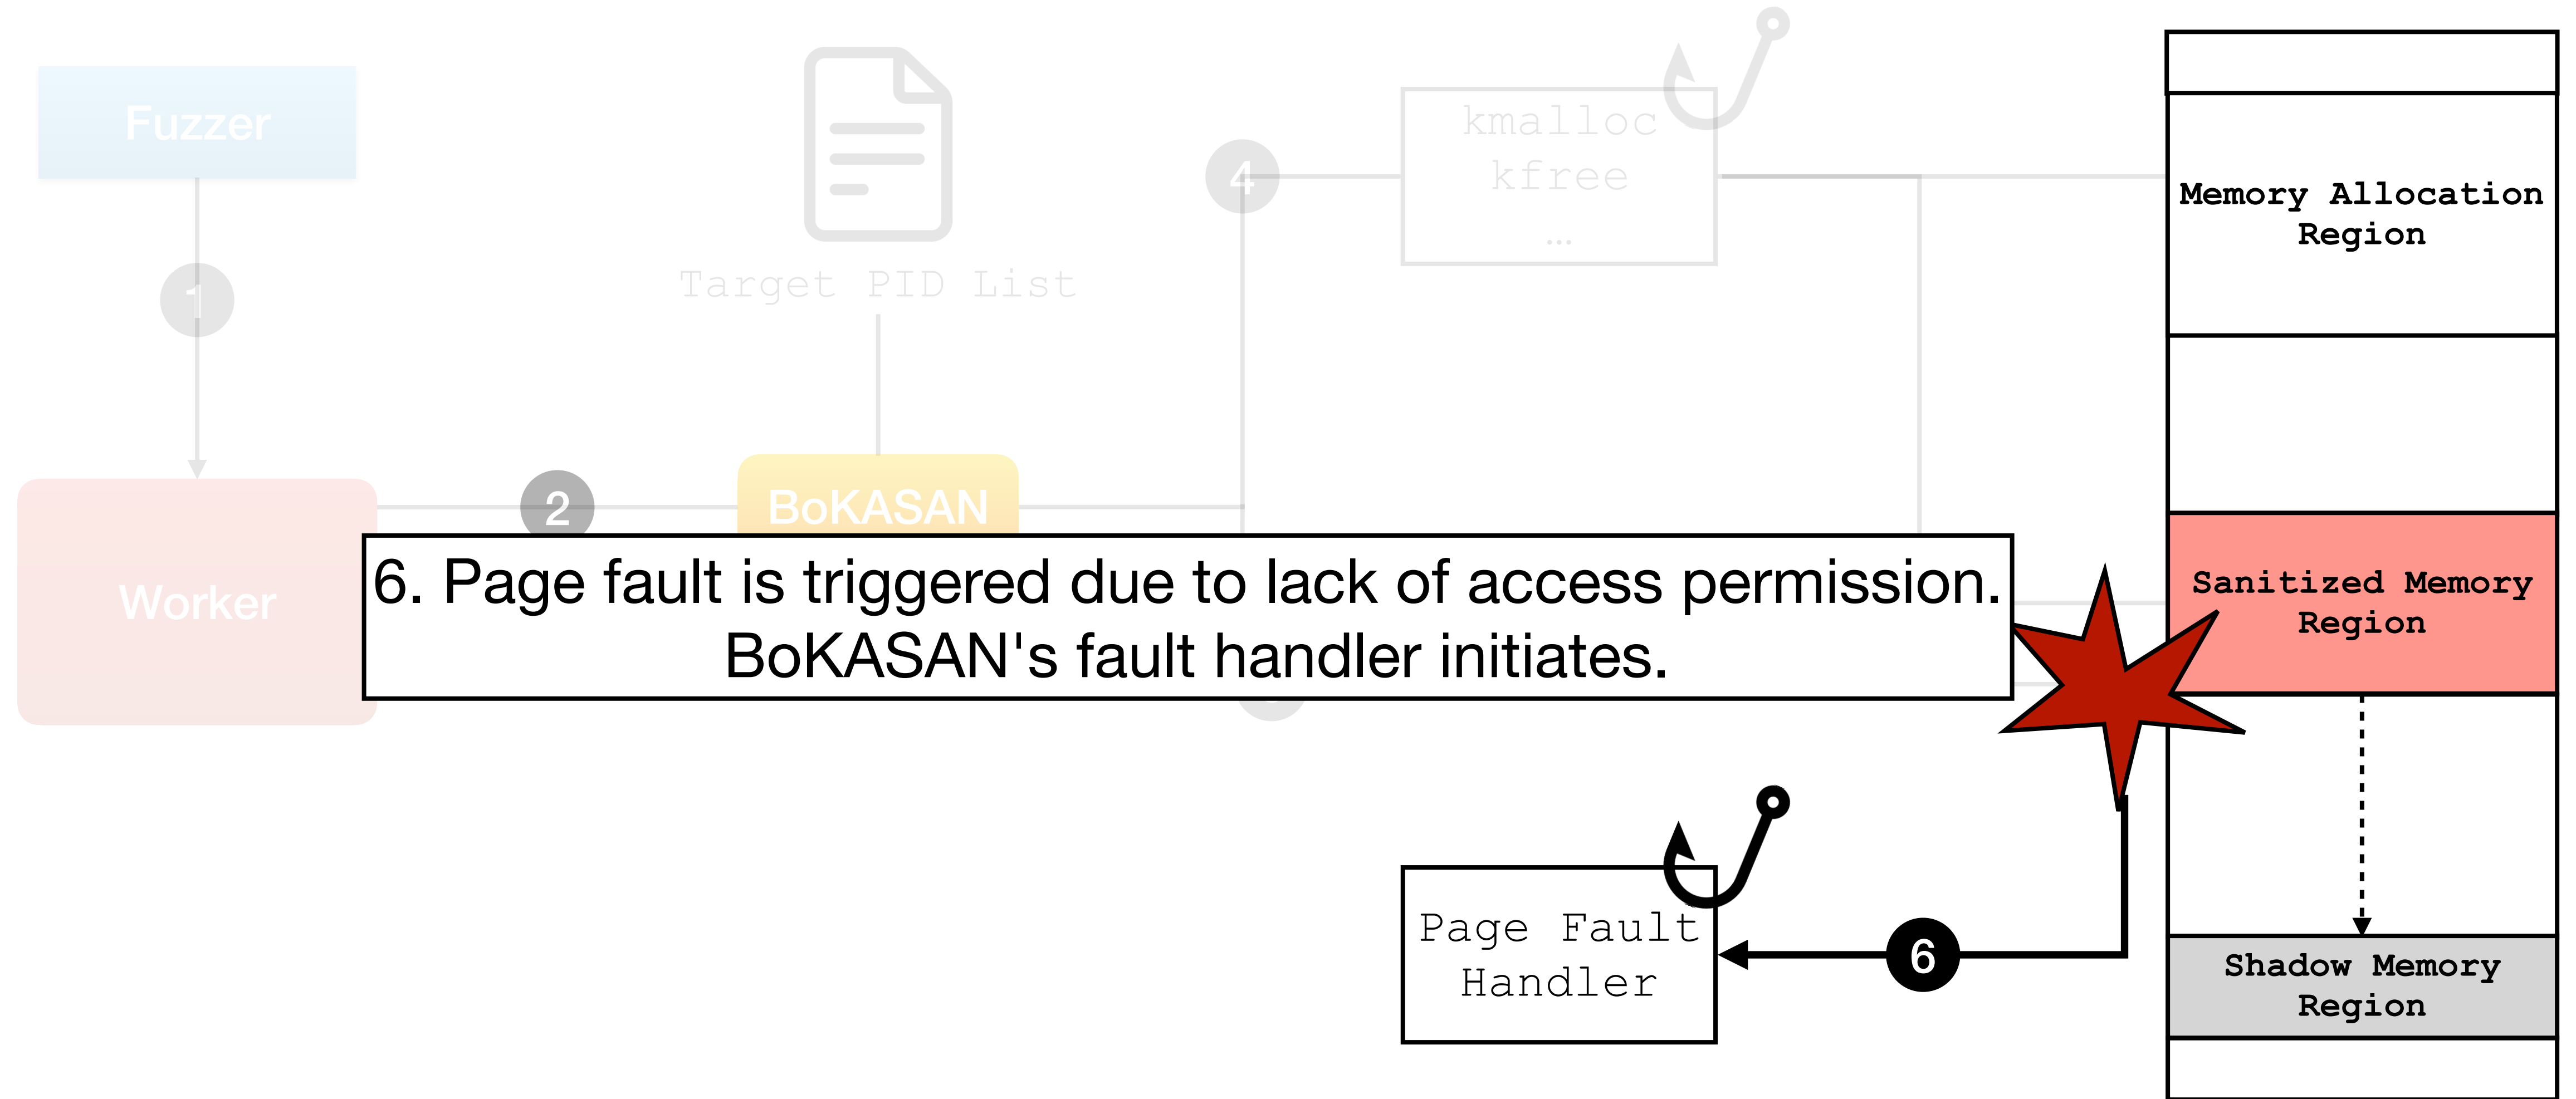 Fuzzer
1
Target PID List
4
kmalloc
kfree
…
Memory Allocation
Region
Worker
2
BoKASAN
6. Page fault is triggered due to lack of access permission.
BoKASAN's fault handler initiates.
Sanitized Memory
Region
Page Fault
Handler
6
Shadow Memory
Region